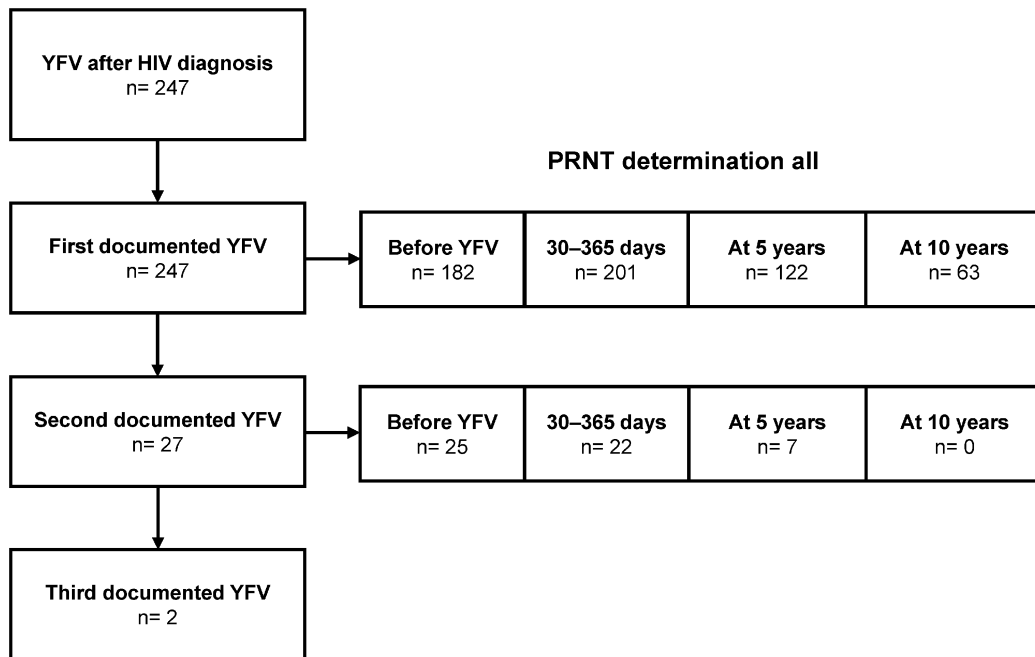 YFV after HIV diagnosis
n= 247
PRNT determination all
First documented YFV
n= 247
Before YFV
n= 182
30–365 days
n= 201
At 5 years
n= 122
At 10 years
n= 63
Second documented YFV
n= 27
Before YFV
n= 25
30–365 days
n= 22
At 5 years
n= 7
At 10 years
n= 0
Third documented YFV
n= 2